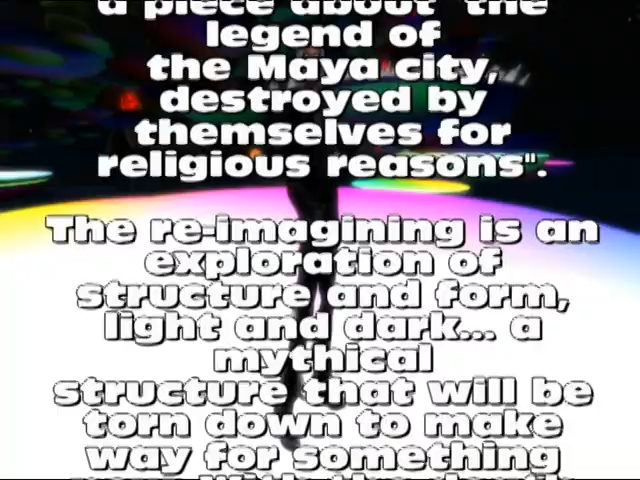 a piece about "the
legend of
the Maya city,
destroyed by
themselves for
religious reasons".
The re-imagining is an
exploration of
structure and form,
light and dark... a
mythical
structure that will be
torn down to make
way for something